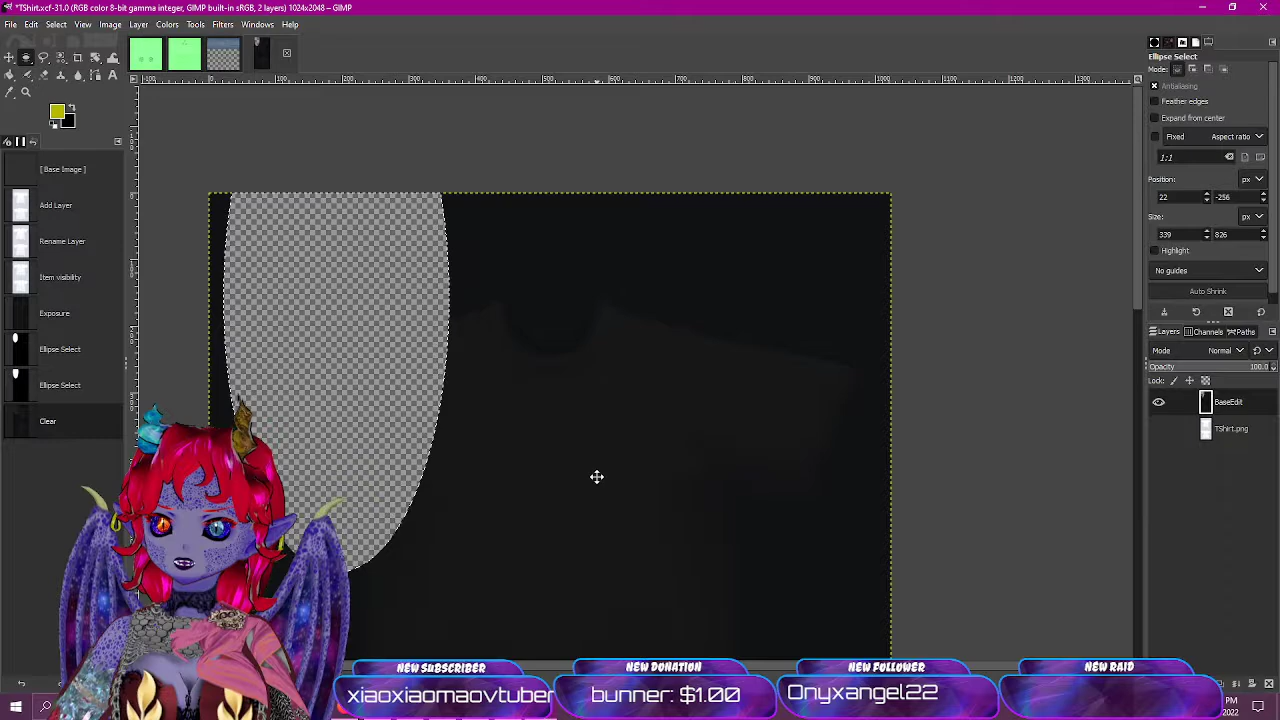 *TShirt.xcf-31.0 (RGB color 8-bit gamma integer, GIMP built-in sRGB, 2 layers) 1024x2048 – GIMP
File Edit Select View Image Layer Colors Tools Filters Windows Help
Ellipse Select
Mode:
Antialiasing
Feather edges
Expand from center
Fixed Aspect ratio
1:1
Position: px
22 -256
Size: px
339 826
Highlight
No guides
Auto Shrink
Layers Channels Paths
Mode Normal
Opacity 100.0
Lock:
BaseEdit
TShirt.png
[Base Image]
Add Layer
Rename Layer
Item visibility
Exposure
Ellipse Select
Ellipse Select
Clear
NEW SUBSCRIBER NEW DONATION NEW FOLLOWER NEW RAID
xiaoxiaomaovtuber bunner: $1.00 Onyxangel22